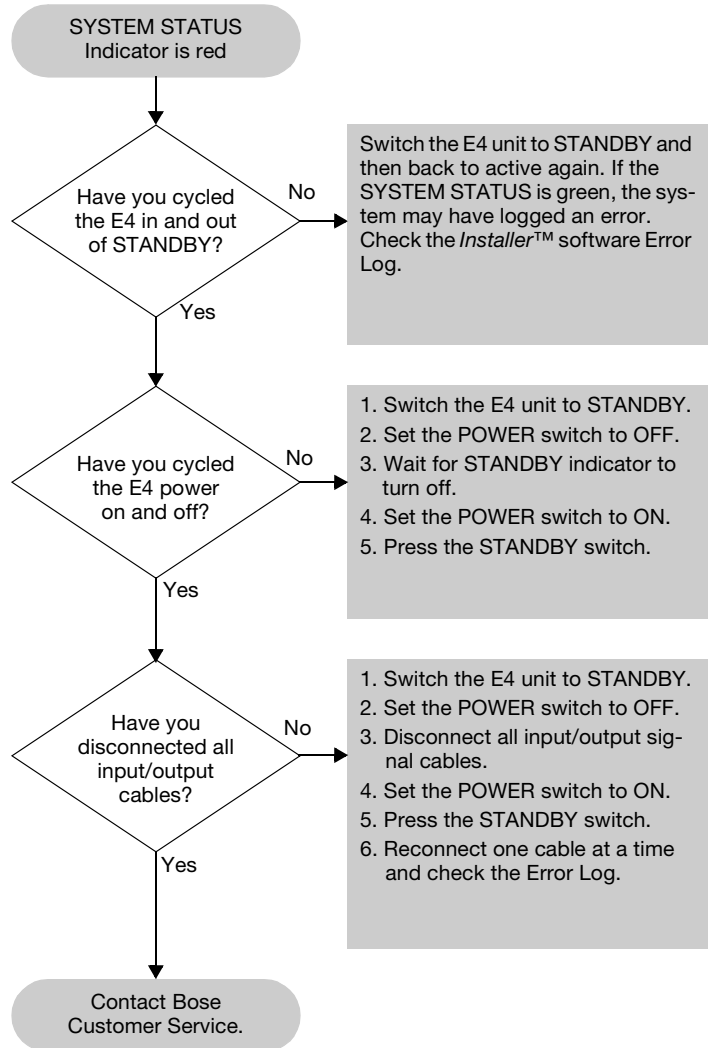 SYSTEM STATUS
Indicator is red
Have you cycled
the E4 in and out
of STANDBY?
No
Switch the E4 unit to STANDBY and
then back to active again. If the
SYSTEM STATUS is green, the sys-
tem may have logged an error.
Check the Installer™ software Error
Log.
Yes
Have you cycled
the E4 power
on and off?
No
1. Switch the E4 unit to STANDBY.
2. Set the POWER switch to OFF.
3. Wait for STANDBY indicator to
turn off.
4. Set the POWER switch to ON.
5. Press the STANDBY switch.
Yes
Have you
disconnected all
input/output
cables?
No
1. Switch the E4 unit to STANDBY.
2. Set the POWER switch to OFF.
3. Disconnect all input/output sig-
nal cables.
4. Set the POWER switch to ON.
5. Press the STANDBY switch.
6. Reconnect one cable at a time
and check the Error Log.
Yes
Contact Bose
Customer Service.